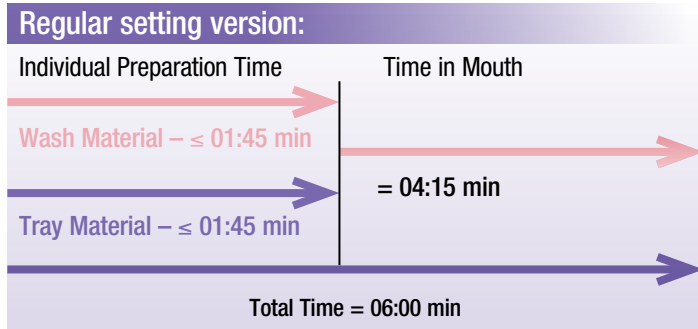 Regular setting version:
Individual Preparation Time
Time in Mouth
Wash Material – ≤ 01:45 min
= 04:15 min
Tray Material – ≤ 01:45 min
Total Time = 06:00 min